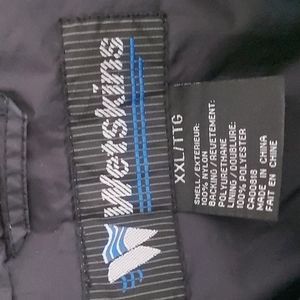 Wetskins
XXL/TTG
SHELL/EXTERIEUR:
100% NYLON
BACKING/REVETEMENT:
POLYURETHANE
LINING/DOUBLURE:
100% POLYESTER
CA00818
MADE IN CHINA
FAIT EN CHINE